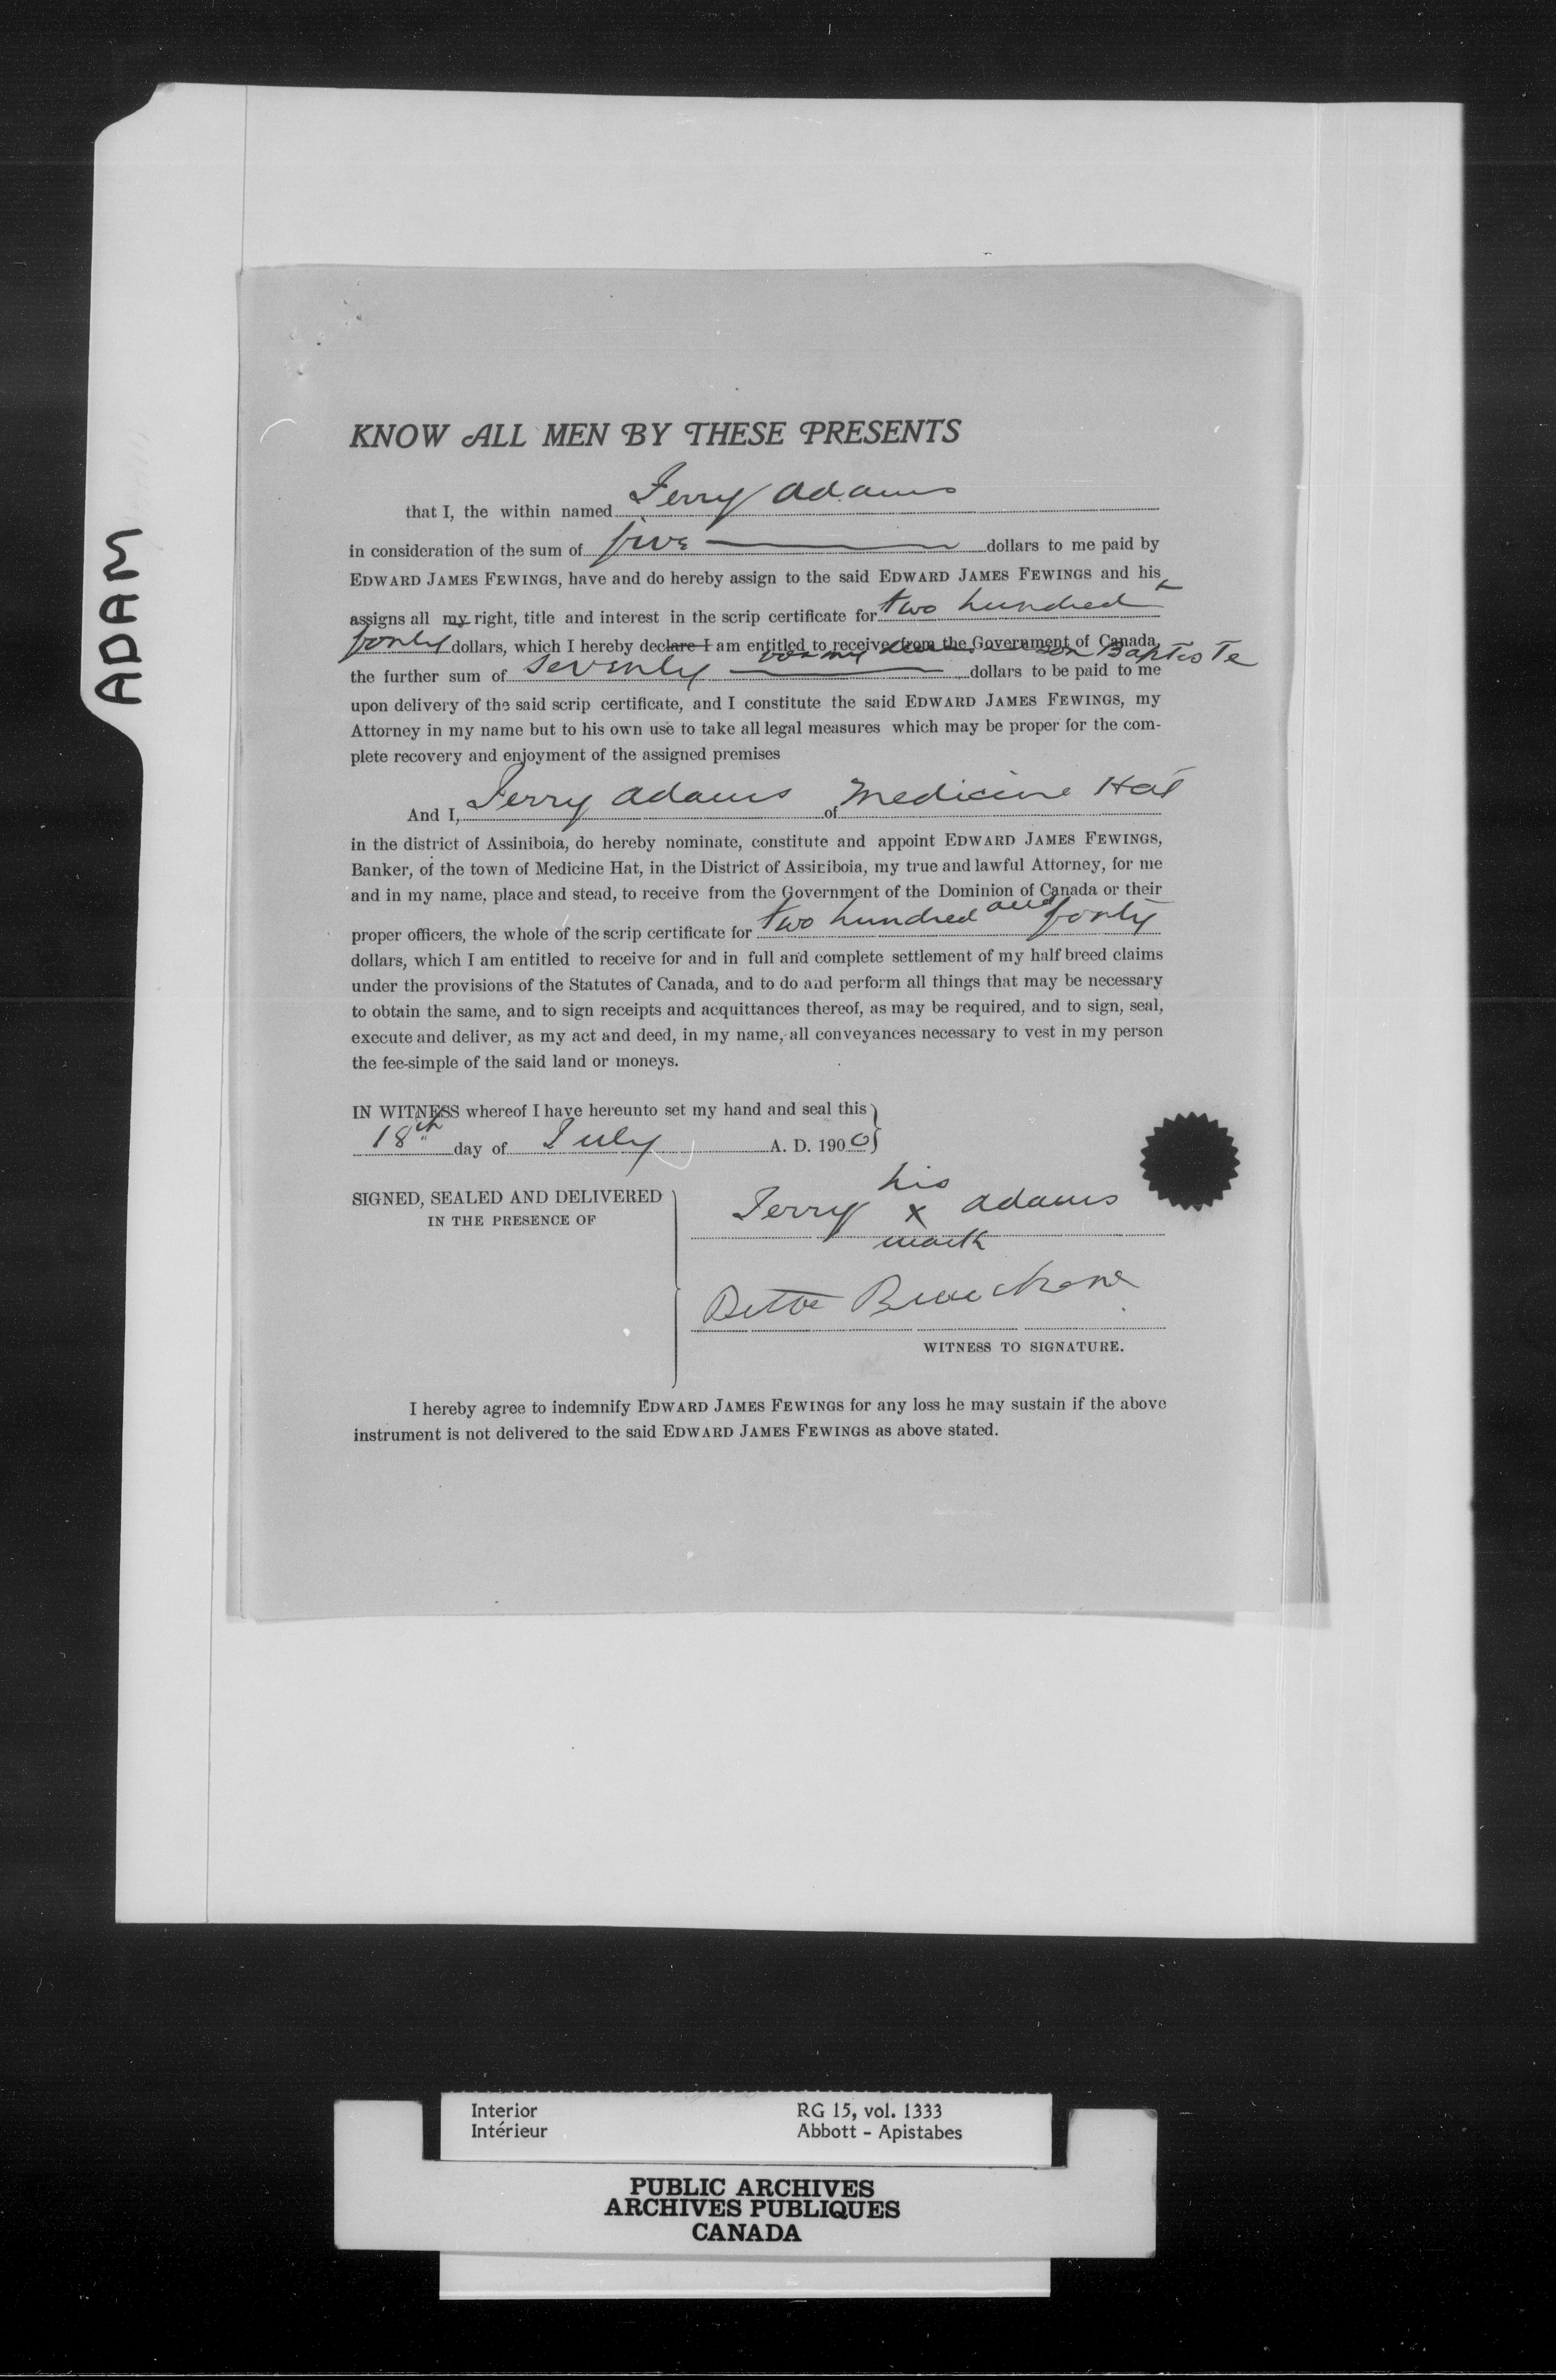 ADAM
KNOW ALL MEN BY THESE PRESENTS
that I, the within named Jerry Adams
in consideration of the sum of five dollars to me paid by
EDWARD JAMES FEWINGS, have and do hereby assign to the said EDWARD JAMES FEWINGS and his
assigns all my right, title and interest in the scrip certificate for two hundred
forty dollars, which I hereby declare I am entitled to receive from the Government of Canada,
my son Baptiste
the further sum of seventy dollars to be paid to me
upon delivery of the said scrip certificate, and I constitute the said EDWARD JAMES FEWINGS, my
Attorney in my name but to his own use to take all legal measures which may be proper for the com-
plete recovery and enjoyment of the assigned premises
And I, Jerry Adams of Medicine Hat
in the district of Assiniboia, do hereby nominate, constitute and appoint EDWARD JAMES FEWINGS,
Banker, of the town of Medicine Hat, in the District of Assiniboia, my true and lawful Attorney, for me
and in my name, place and stead, to receive from the Government of the Dominion of Canada or their
proper officers, the whole of the scrip certificate for two hundred and forty
dollars, which I am entitled to receive for and in full and complete settlement of my half breed claims
under the provisions of the Statutes of Canada, and to do and perform all things that may be necessary
to obtain the same, and to sign receipts and acquittances thereof, as may be required, and to sign, seal,
execute and deliver, as my act and deed, in my name, all conveyances necessary to vest in my person
the fee-simple of the said land or moneys.
IN WITNESS whereof I have hereunto set my hand and seal this
18th day of July A. D. 1900
SIGNED, SEALED AND DELIVERED
IN THE PRESENCE OF
his
Jerry x Adams
mark
WITNESS TO SIGNATURE.
I hereby agree to indemnify EDWARD JAMES FEWINGS for any loss he may sustain if the above
instrument is not delivered to the said EDWARD JAMES FEWINGS as above stated.
Interior RG 15, vol. 1333
Intérieur Abbott - Apistabes
PUBLIC ARCHIVES
ARCHIVES PUBLIQUES
CANADA